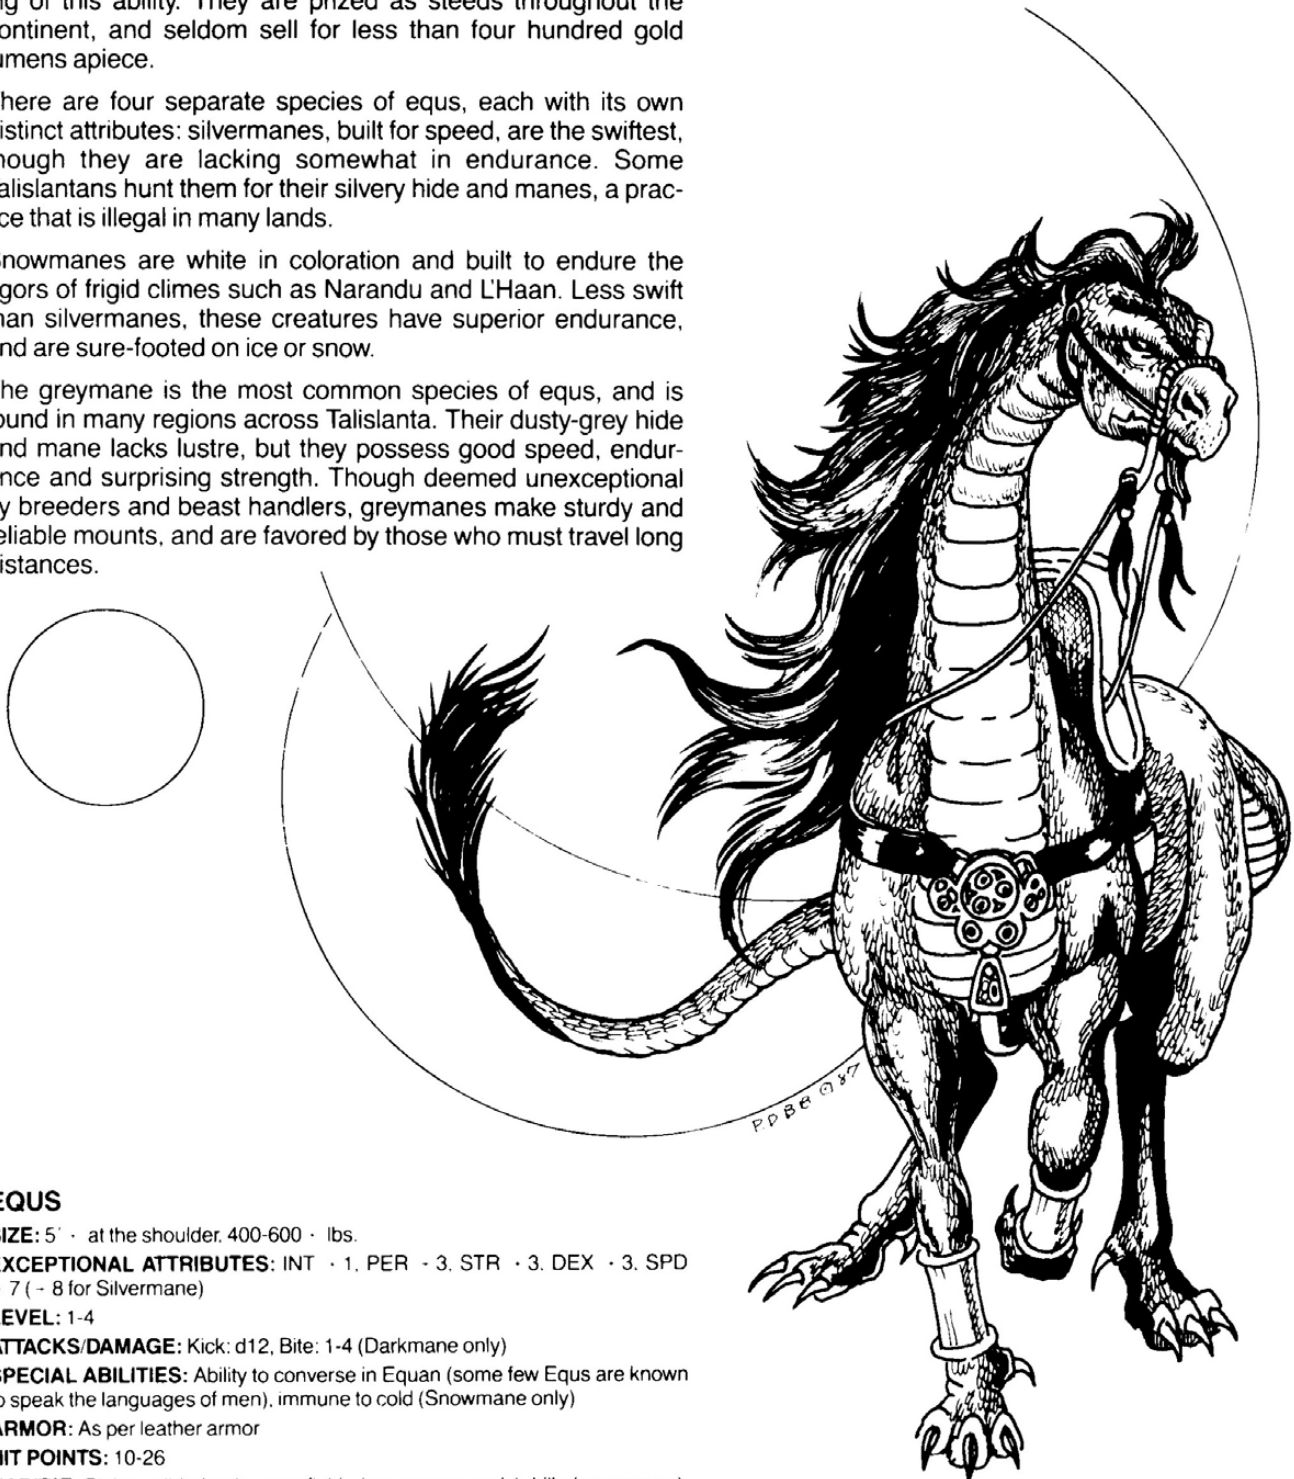 ng of this ability. They are prized as steeds throughout the
ontinent, and seldom sell for less than four hundred gold
umens apiece.
here are four separate species of equs, each with its own
istinct attributes: silvermanes, built for speed, are the swiftest,
hough they are lacking somewhat in endurance. Some
alislantans hunt them for their silvery hide and manes, a prac-
ce that is illegal in many lands.
nowmanes are white in coloration and built to endure the
gors of frigid climes such as Narandu and L'Haan. Less swift
han silvermanes, these creatures have superior endurance,
nd are sure-footed on ice or snow.
he greymane is the most common species of equs, and is
ound in many regions across Talislanta. Their dusty-grey hide
nd mane lacks lustre, but they possess good speed, endur-
nce and surprising strength. Though deemed unexceptional
y breeders and beast handlers, greymanes make sturdy and
eliable mounts, and are favored by those who must travel long
istances.
P.D.B.B © 87
EQUS
SIZE: 5' · at the shoulder. 400-600 · lbs.
EXCEPTIONAL ATTRIBUTES: INT · 1. PER - 3. STR · 3. DEX · 3. SPD
7 ( - 8 for Silvermane)
LEVEL: 1-4
ATTACKS/DAMAGE: Kick: d12, Bite: 1-4 (Darkmane only)
SPECIAL ABILITIES: Ability to converse in Equan (some few Equs are known
o speak the languages of men), immune to cold (Snowmane only)
ARMOR: As per leather armor
HIT POINTS: 10-26